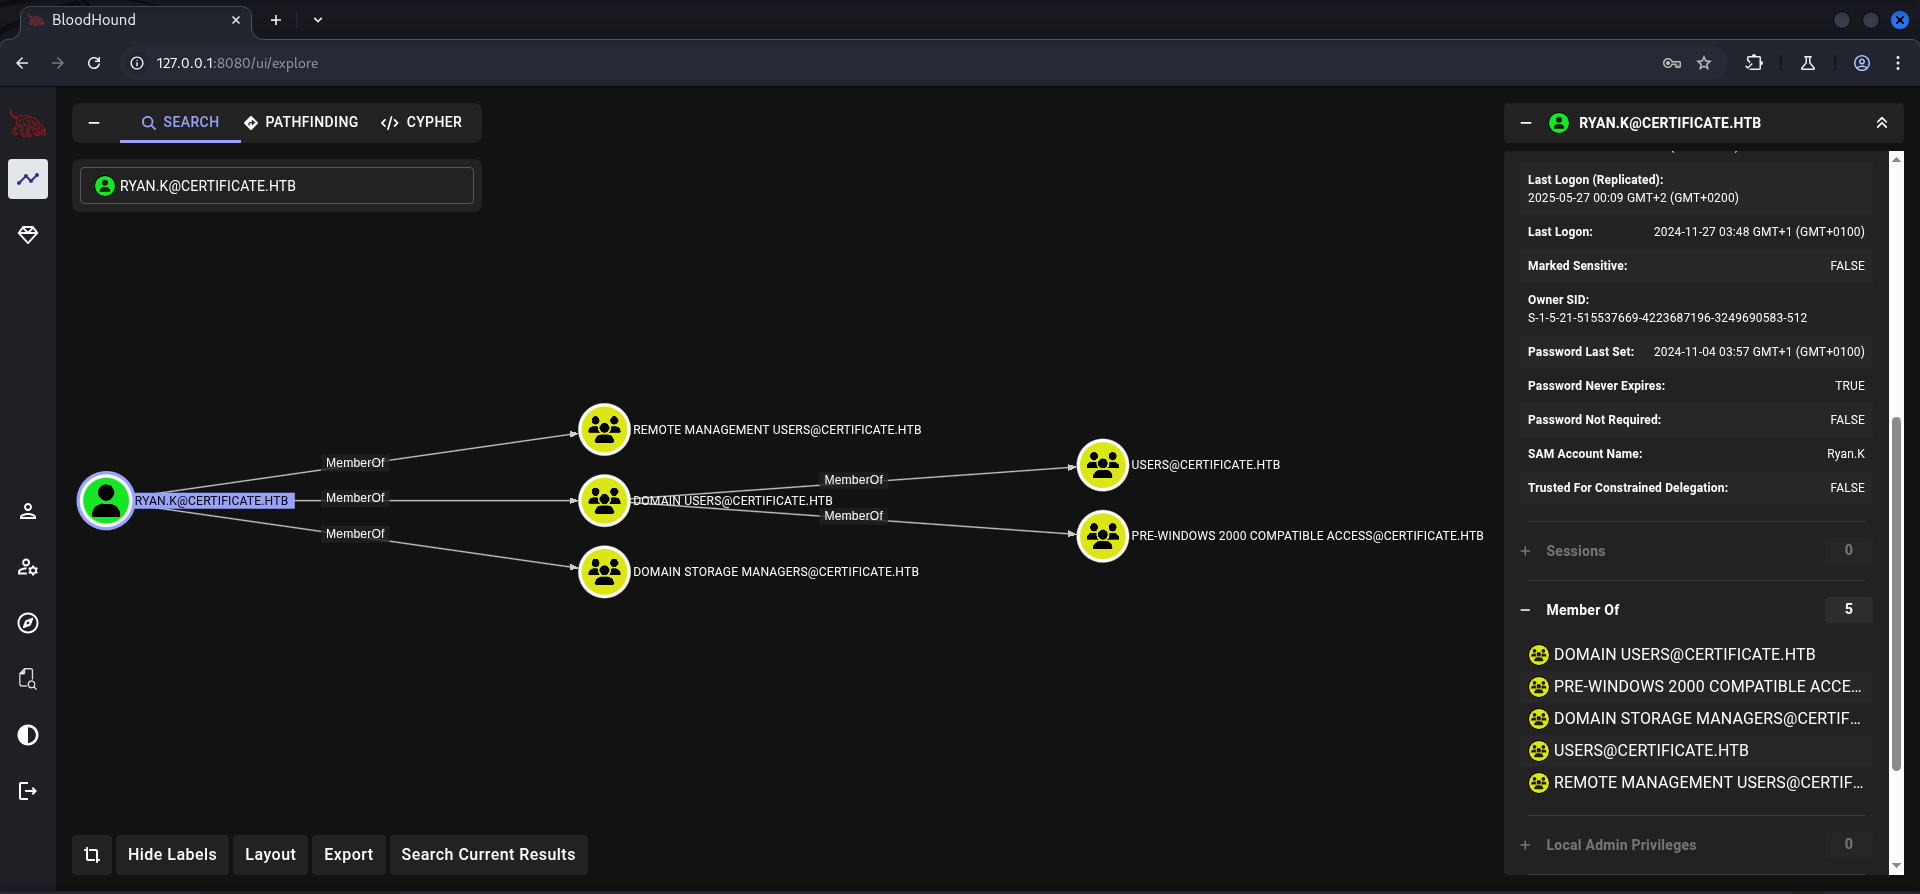 BloodHound
127.0.0.1:8080/ui/explore
SEARCH
PATHFINDING
CYPHER
RYAN.K@CERTIFICATE.HTB
REMOTE MANAGEMENT USERS@CERTIFICATE.HTB
MemberOf
USERS@CERTIFICATE.HTB
MemberOf
RYAN.K@CERTIFICATE.HTB
MemberOf
DOMAIN USERS@CERTIFICATE.HTB
MemberOf
MemberOf
PRE-WINDOWS 2000 COMPATIBLE ACCESS@CERTIFICATE.HTB
DOMAIN STORAGE MANAGERS@CERTIFICATE.HTB
Hide Labels
Layout
Export
Search Current Results
RYAN.K@CERTIFICATE.HTB
Last Logon (Replicated):
2025-05-27 00:09 GMT+2 (GMT+0200)
Last Logon: 2024-11-27 03:48 GMT+1 (GMT+0100)
Marked Sensitive: FALSE
Owner SID:
S-1-5-21-515537669-4223687196-3249690583-512
Password Last Set: 2024-11-04 03:57 GMT+1 (GMT+0100)
Password Never Expires: TRUE
Password Not Required: FALSE
SAM Account Name: Ryan.K
Trusted For Constrained Delegation: FALSE
Sessions 0
Member Of 5
DOMAIN USERS@CERTIFICATE.HTB
PRE-WINDOWS 2000 COMPATIBLE ACCE...
DOMAIN STORAGE MANAGERS@CERTIF...
USERS@CERTIFICATE.HTB
REMOTE MANAGEMENT USERS@CERTIF...
Local Admin Privileges 0